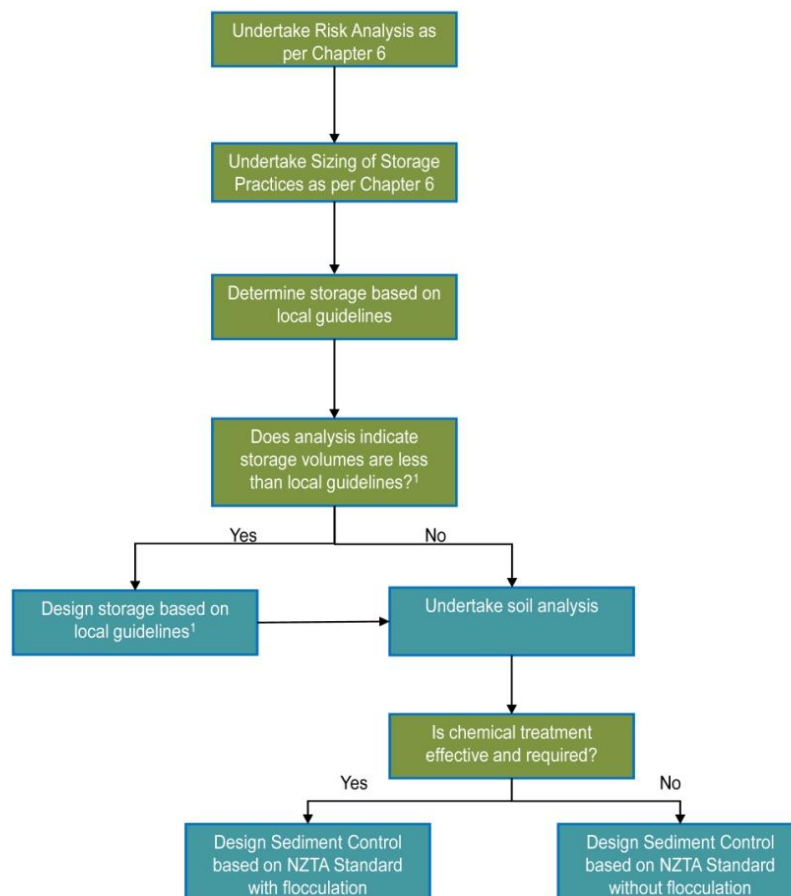 Undertake Risk Analysis as
per Chapter 6
Undertake Sizing of Storage
Practices as per Chapter 6
Determine storage based on
local guidelines
Does analysis indicate
storage volumes are less
than local guidelines?¹
Yes
No
Design storage based on
local guidelines¹
Undertake soil analysis
Is chemical treatment
effective and required?
Yes
No
Design Sediment Control
based on NZTA Standard
with flocculation
Design Sediment Control
based on NZTA Standard
without flocculation